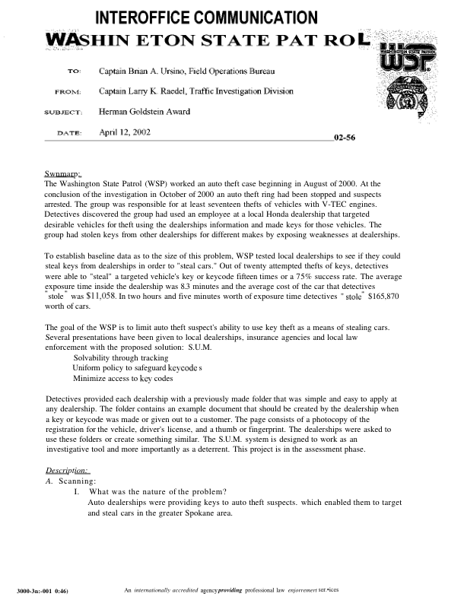 INTEROFFICE COMMUNICATION
WASHIN ETON STATE PAT ROL
WSP
TO: Captain Brian A. Ursino, Field Operations Bureau
FROM: Captain Larry K. Raedel, Traffic Investigation Division
SUBJECT: Herman Goldstein Award
DATE: April 12, 2002
02-56
Swnmary:
The Washington State Patrol (WSP) worked an auto theft case beginning in August of 2000. At the
conclusion of the investigation in October of 2000 an auto theft ring had been stopped and suspects
arrested. The group was responsible for at least seventeen thefts of vehicles with V-TEC engines.
Detectives discovered the group had used an employee at a local Honda dealership that targeted
desirable vehicles for theft using the dealerships information and made keys for those vehicles. The
group had stolen keys from other dealerships for different makes by exposing weaknesses at dealerships.
To establish baseline data as to the size of this problem, WSP tested local dealerships to see if they could
steal keys from dealerships in order to "steal cars." Out of twenty attempted thefts of keys, detectives
were able to "steal" a targeted vehicle's key or keycode fifteen times or a 75% success rate. The average
exposure time inside the dealership was 8.3 minutes and the average cost of the car that detectives
" stole " was $11,058. In two hours and five minutes worth of exposure time detectives " stole " $165,870
worth of cars.
The goal of the WSP is to limit auto theft suspect's ability to use key theft as a means of stealing cars.
Several presentations have been given to local dealerships, insurance agencies and local law
enforcement with the proposed solution: S.U.M.
Solvability through tracking
Uniform policy to safeguard keycode s
Minimize access to key codes
Detectives provided each dealership with a previously made folder that was simple and easy to apply at
any dealership. The folder contains an example document that should be created by the dealership when
a key or keycode was made or given out to a customer. The page consists of a photocopy of the
registration for the vehicle, driver's license, and a thumb or fingerprint. The dealerships were asked to
use these folders or create something similar. The S.U.M. system is designed to work as an
investigative tool and more importantly as a deterrent. This project is in the assessment phase.
Description:
A. Scanning:
I. What was the nature of the problem?
Auto dealerships were providing keys to auto theft suspects. which enabled them to target
and steal cars in the greater Spokane area.
An internationally accredited agency providing professional law enforcement services